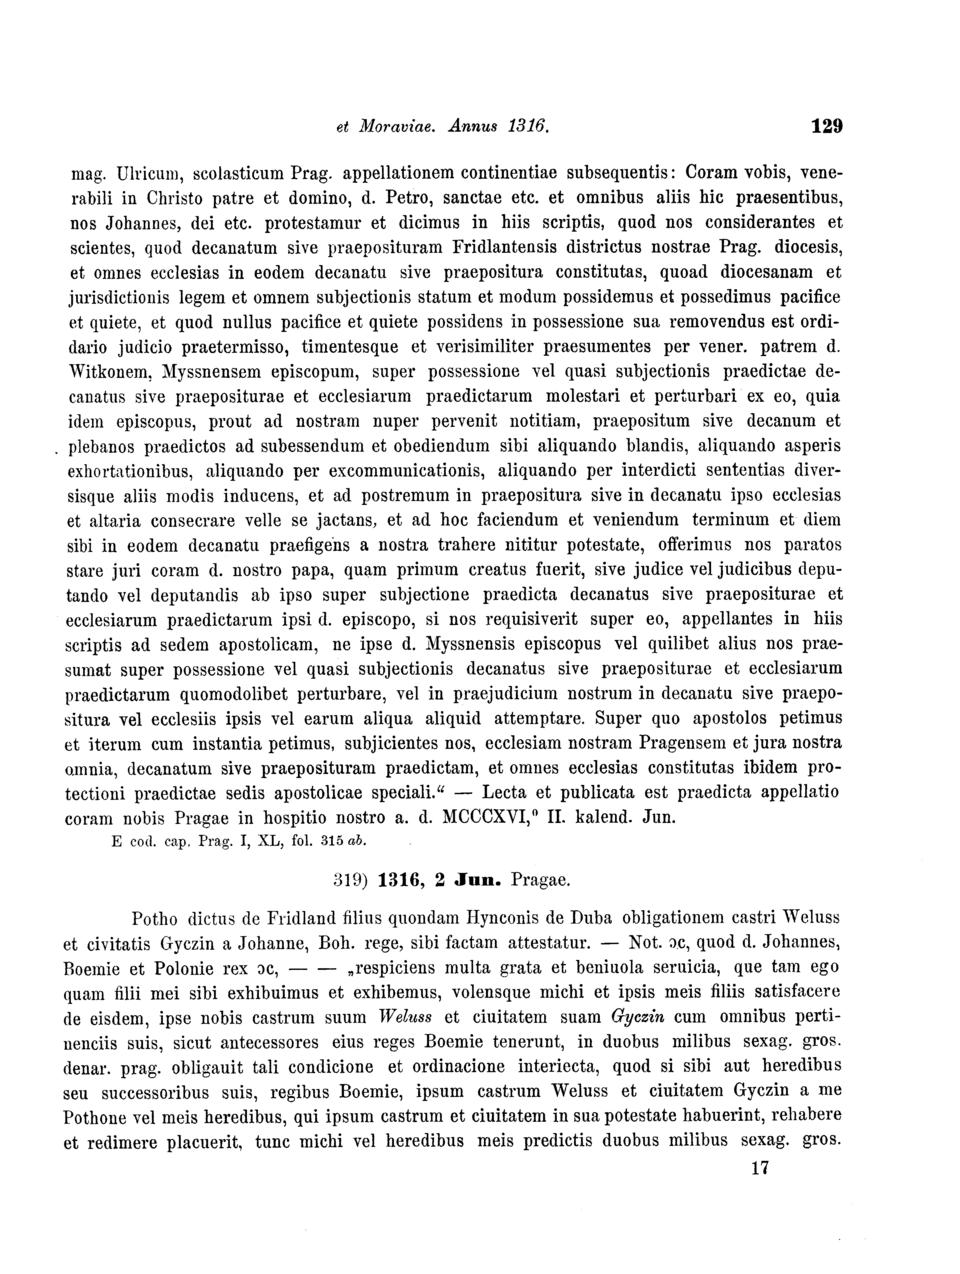 et Moraviae. Annus 1316. 129
mag. Ulricum, scolasticum Prag. appellationem continentiae subsequentis: Coram vobis, vene-
rabili in Christo patre et domino, d. Petro, sanctae etc. et omnibus aliis hic praesentibus,
nos Johannes, dei etc. protestamur et dicimus in hiis scriptis, quod nos considerantes et
scientes, quod decanatum sive praeposituram Fridlantensis districtus nostrae Prag. diocesis,
et omnes ecclesias in eodem decanatu sive praepositura constitutas, quoad diocesanam et
jurisdictionis legem et omnem subjectionis statum et modum possidemus et possedimus pacifice
et quiete, et quod nullus pacifice et quiete possidens in possessione sua removendus est ordi-
dario judicio praetermisso, timentesque et verisimiliter praesumentes per vener. patrem d.
Witkonem, Myssnensem episcopum, super possessione vel quasi subjectionis praedictae de-
canatus sive praepositurae et ecclesiarum praedictarum molestari et perturbari ex eo, quia
idem episcopus, prout ad nostram nuper pervenit notitiam, praepositum sive decanum et
plebanos praedictos ad subessendum et obediendum sibi aliquando blandis, aliquando asperis
exhortationibus, aliquando per excommunicationis, aliquando per interdicti sententias diver-
sisque aliis modis inducens, et ad postremum in praepositura sive in decanatu ipso ecclesias
et altaria consecrare velle se jactans, et ad hoc faciendum et veniendum terminum et diem
sibi in eodem decanatu praefigens a nostra trahere nititur potestate, offerimus nos paratos
stare juri coram d. nostro papa, quam primum creatus fuerit, sive judice vel judicibus depu-
tando vel deputandis ab ipso super subjectione praedicta decanatus sive praepositurae et
ecclesiarum praedictarum ipsi d. episcopo, si nos requisiverit super eo, appellantes in hiis
scriptis ad sedem apostolicam, ne ipse d. Myssnensis episcopus vel quilibet alius nos prae-
sumat super possessione vel quasi subjectionis decanatus sive praepositurae et ecclesiarum
praedictarum quomodolibet perturbare, vel in praejudicium nostrum in decanatu sive praepo-
situra vel ecclesiis ipsis vel earum aliqua aliquid attemptare. Super quo apostolos petimus
et iterum cum instantia petimus, subjicientes nos, ecclesiam nostram Pragensem et jura nostra
omnia, decanatum sive praeposituram praedictam, et omnes ecclesias constitutas ibidem pro-
tectioni praedictae sedis apostolicae speciali.“ — Lecta et publicata est praedicta appellatio
coram nobis Pragae in hospitio nostro a. d. MCCCXVI,⁰ II. kalend. Jun.
E cod. cap. Prag. I, XL, fol. 315 ab.
319) 1316, 2 Jun. Pragae.
Potho dictus de Fridland filius quondam Hynconis de Duba obligationem castri Weluss
et civitatis Gyczin a Johanne, Boh. rege, sibi factam attestatur. — Not. ɔc, quod d. Johannes,
Boemie et Polonie rex ɔc, — — „respiciens multa grata et beniuola seruicia, que tam ego
quam filii mei sibi exhibuimus et exhibemus, volensque michi et ipsis meis filiis satisfacere
de eisdem, ipse nobis castrum suum Weluss et ciuitatem suam Gyczin cum omnibus perti-
nenciis suis, sicut antecessores eius reges Boemie tenerunt, in duobus milibus sexag. gros.
denar. prag. obligauit tali condicione et ordinacione interiecta, quod si sibi aut heredibus
seu successoribus suis, regibus Boemie, ipsum castrum Weluss et ciuitatem Gyczin a me
Pothone vel meis heredibus, qui ipsum castrum et ciuitatem in sua potestate habuerint, rehabere
et redimere placuerit, tunc michi vel heredibus meis predictis duobus milibus sexag. gros.
17